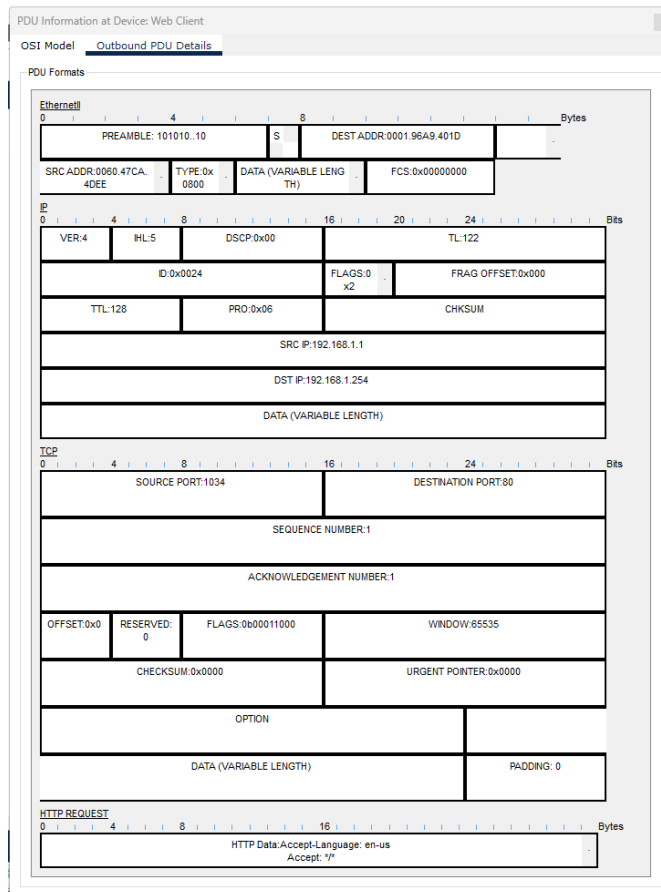 PDU Information at Device: Web Client
OSI Model Outbound PDU Details
PDU Formats
EthernetII
0 4 8 Bytes
PREAMBLE: 101010..10 S DEST ADDR:0001.96A9.401D
SRC ADDR:0060.47CA. TYPE:0x DATA (VARIABLE LENG FCS:0x00000000
4DEE 0800 TH)
IP
0 4 8 16 20 24 Bits
VER:4 IHL:5 DSCP:0x00 TL:122
ID:0x0024 FLAGS:0 FRAG OFFSET:0x000
x2
TTL:128 PRO:0x06 CHKSUM
SRC IP:192.168.1.1
DST IP:192.168.1.254
DATA (VARIABLE LENGTH)
TCP
0 4 8 16 24 Bits
SOURCE PORT:1034 DESTINATION PORT:80
SEQUENCE NUMBER:1
ACKNOWLEDGEMENT NUMBER:1
OFFSET:0x0 RESERVED: FLAGS:0b00011000 WINDOW:65535
0
CHECKSUM:0x0000 URGENT POINTER:0x0000
OPTION
DATA (VARIABLE LENGTH) PADDING: 0
HTTP REQUEST
0 4 8 16 Bytes
HTTP Data:Accept-Language: en-us
Accept: */*